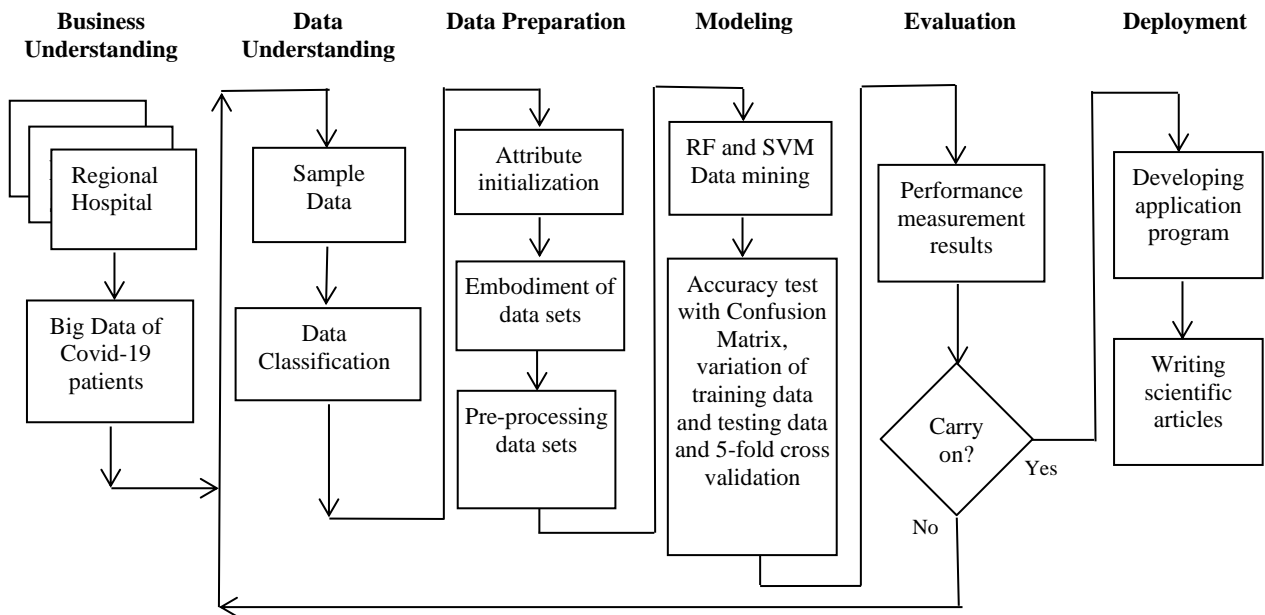 Business
Understanding
Data
Understanding
Data Preparation
Modeling
Evaluation
Deployment
Regional
Hospital
Big Data of
Covid-19
patients
Sample
Data
Data
Classification
Attribute
initialization
Embodiment of
data sets
Pre-processing
data sets
RF and SVM
Data mining
Accuracy test
with Confusion
Matrix,
variation of
training data
and testing data
and 5-fold cross
validation
Performance
measurement
results
Carry
on?
Yes
No
Developing
application
program
Writing
scientific
articles